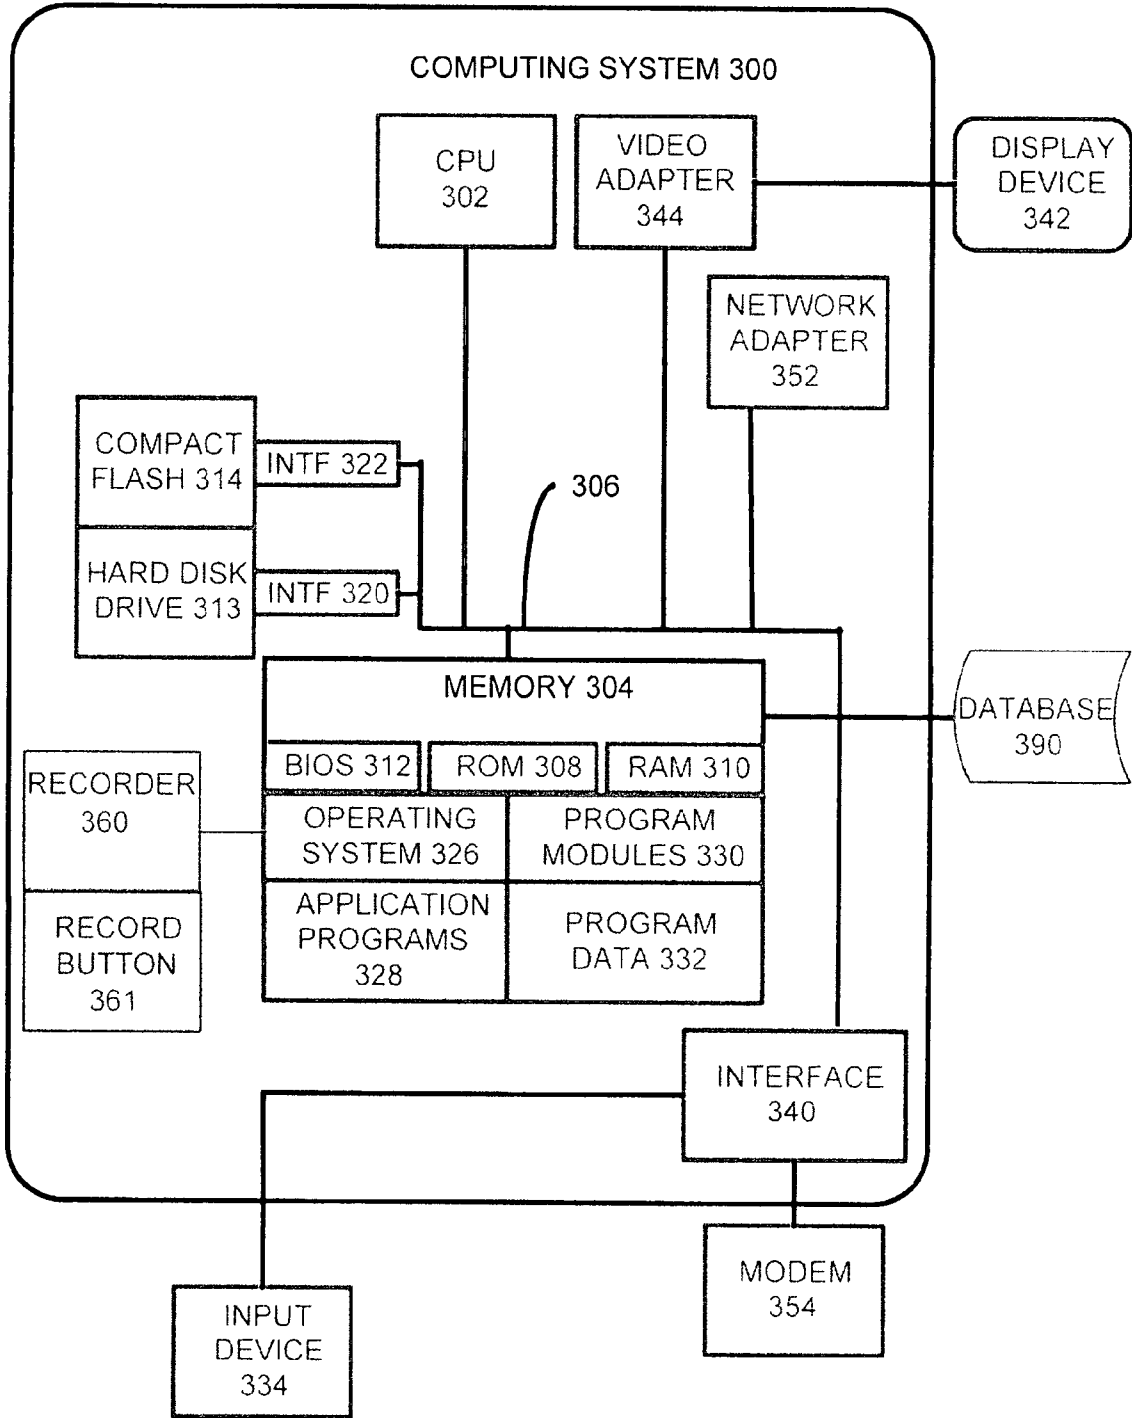 COMPUTING SYSTEM 300
CPU
302
VIDEO
ADAPTER
344
DISPLAY
DEVICE
342
NETWORK
ADAPTER
352
COMPACT
FLASH 314
INTF 322
306
HARD DISK
DRIVE 313
INTF 320
MEMORY 304
DATABASE
390
BIOS 312
ROM 308
RAM 310
RECORDER
360
OPERATING
SYSTEM 326
PROGRAM
MODULES 330
RECORD
BUTTON
361
APPLICATION
PROGRAMS
328
PROGRAM
DATA 332
INTERFACE
340
MODEM
354
INPUT
DEVICE
334